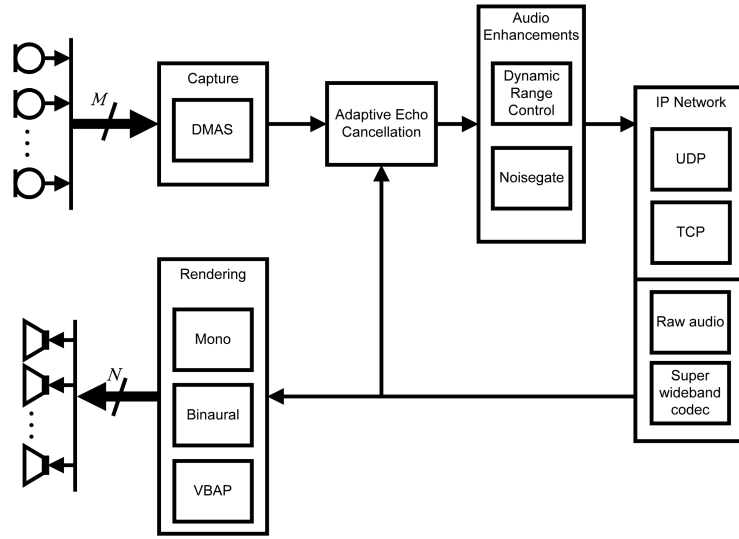 Audio
Enhancements
M
Capture
DMAS
Adaptive Echo
Cancellation
Dynamic
Range
Control
Noisegate
IP Network
UDP
TCP
Raw audio
Super
wideband
codec
Rendering
Mono
N
Binaural
VBAP